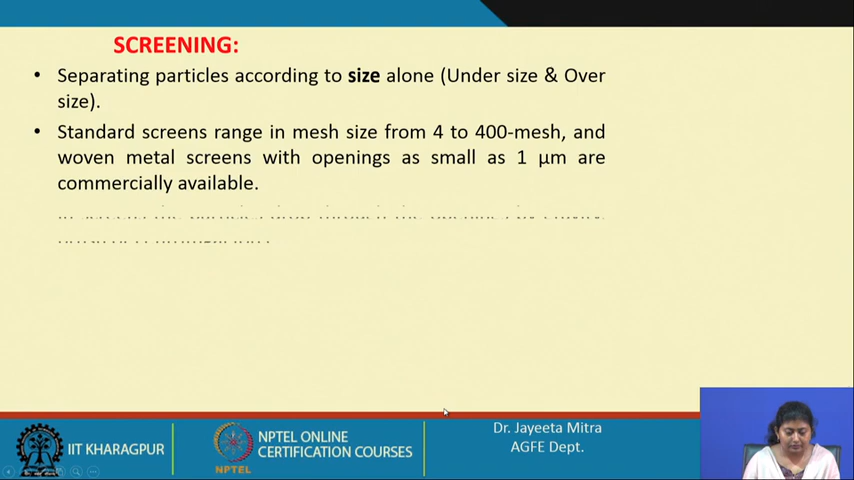 SCREENING:
• Separating particles according to size alone (Under size & Over
size).
• Standard screens range in mesh size from 4 to 400-mesh, and
woven metal screens with openings as small as 1 μm are
commercially available.
IIT KHARAGPUR
NPTEL
NPTEL ONLINE
CERTIFICATION COURSES
Dr. Jayeeta Mitra
AGFE Dept.